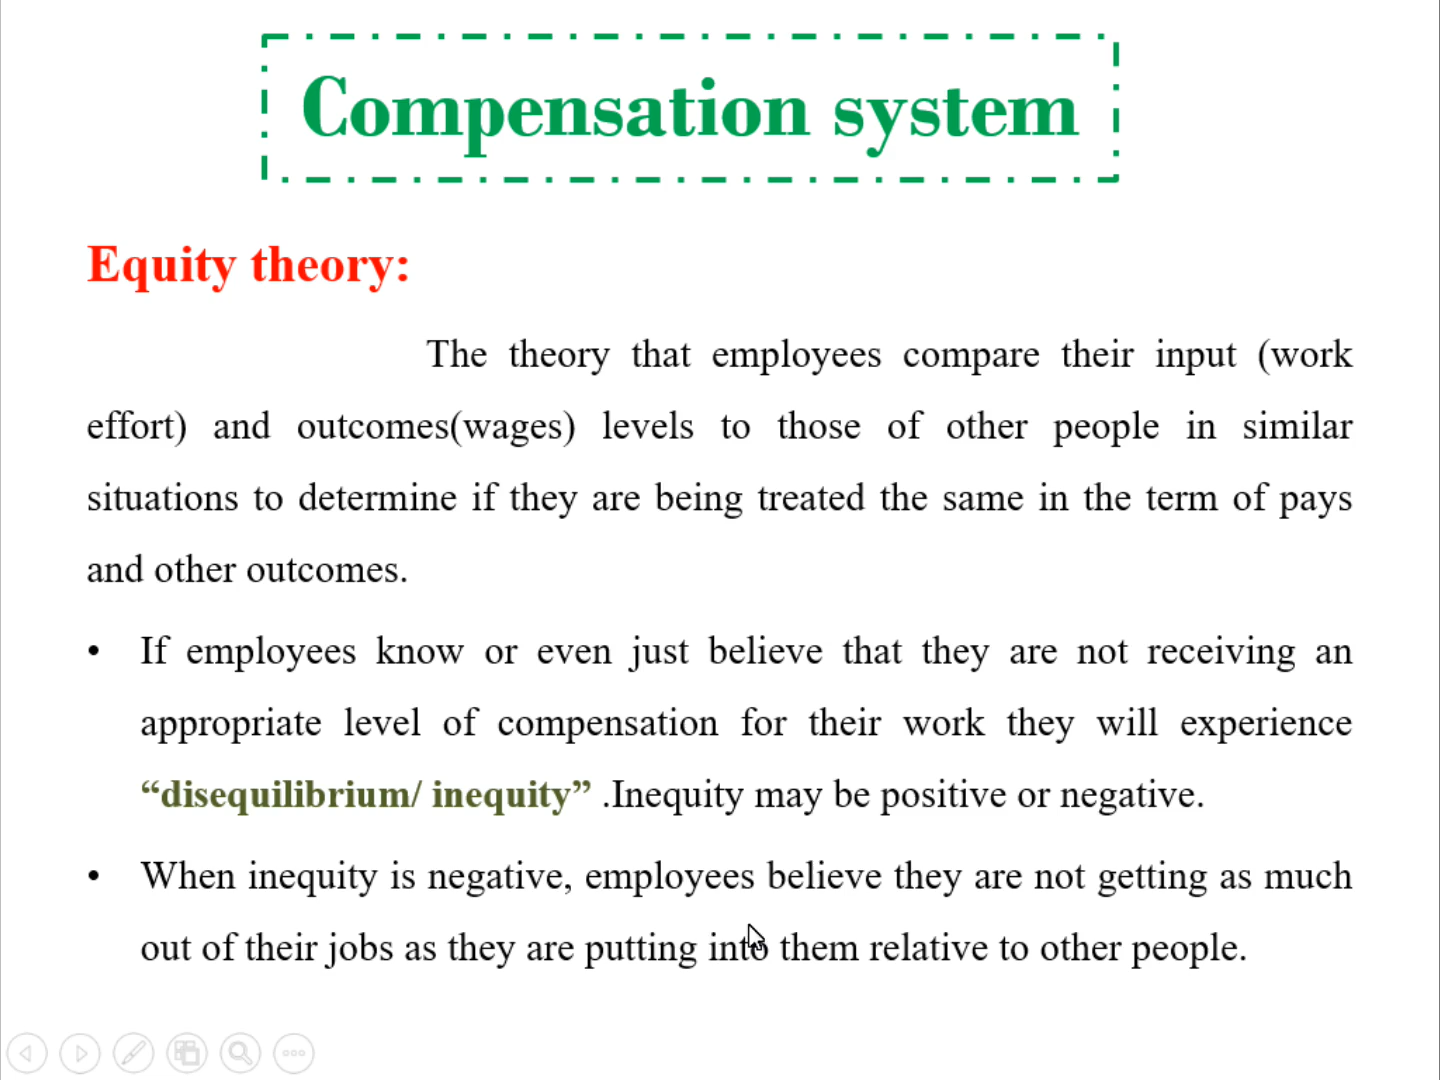 Compensation system
Equity theory:
The theory that employees compare their input (work
effort) and outcomes(wages) levels to those of other people in similar
situations to determine if they are being treated the same in the term of pays
and other outcomes.
• If employees know or even just believe that they are not receiving an
appropriate level of compensation for their work they will experience
“disequilibrium/ inequity” .Inequity may be positive or negative.
• When inequity is negative, employees believe they are not getting as much
out of their jobs as they are putting into them relative to other people.